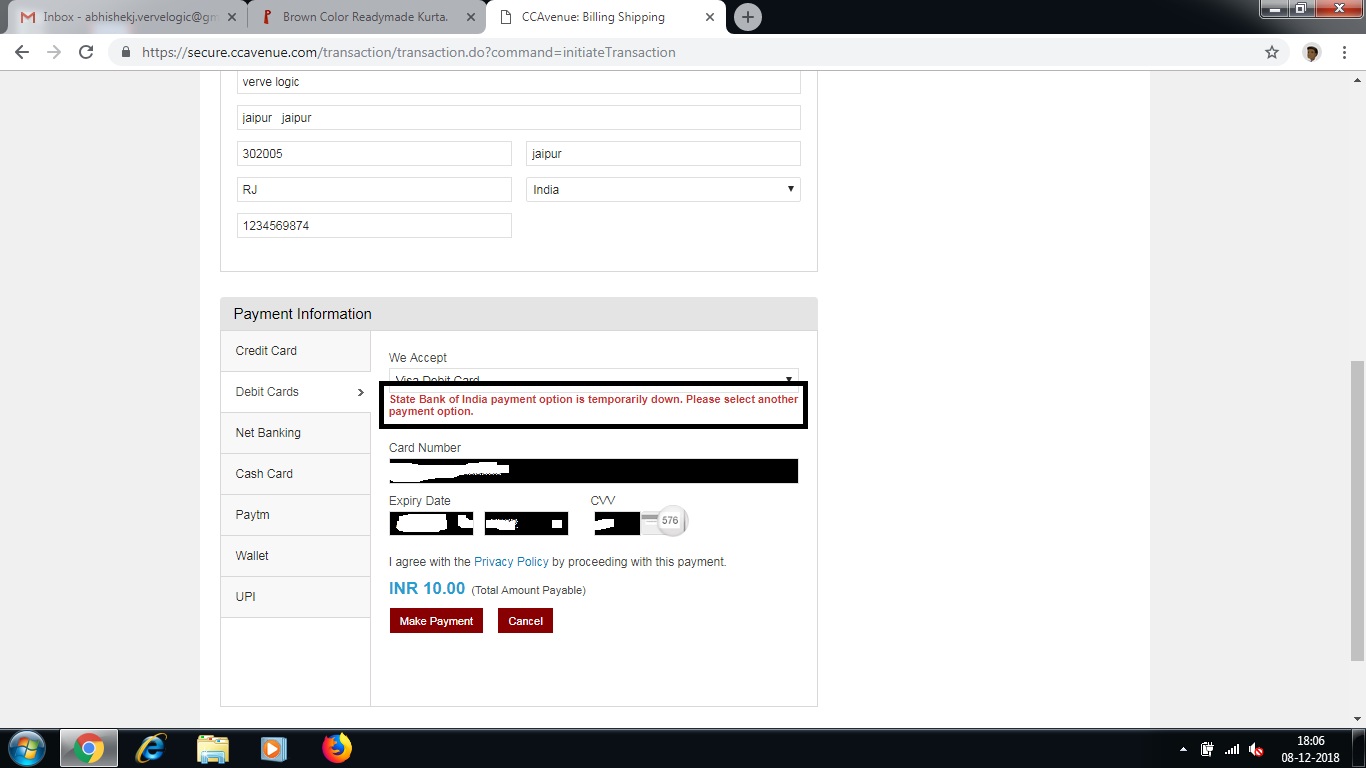 Inbox - abhishekj.vervelogic@gm
Brown Color Readymade Kurta.
CCAvenue: Billing Shipping
https://secure.ccavenue.com/transaction/transaction.do?command=initiateTransaction
verve logic
jaipur jaipur
302005
jaipur
RJ
India
1234569874
Payment Information
Credit Card
Debit Cards
Net Banking
Cash Card
Paytm
Wallet
UPI
We Accept
Visa Debit Card
State Bank of India payment option is temporarily down. Please select another
payment option.
Card Number
Expiry Date
CVV
576
I agree with the Privacy Policy by proceeding with this payment.
INR 10.00 (Total Amount Payable)
Make Payment
Cancel
18:06
08-12-2018